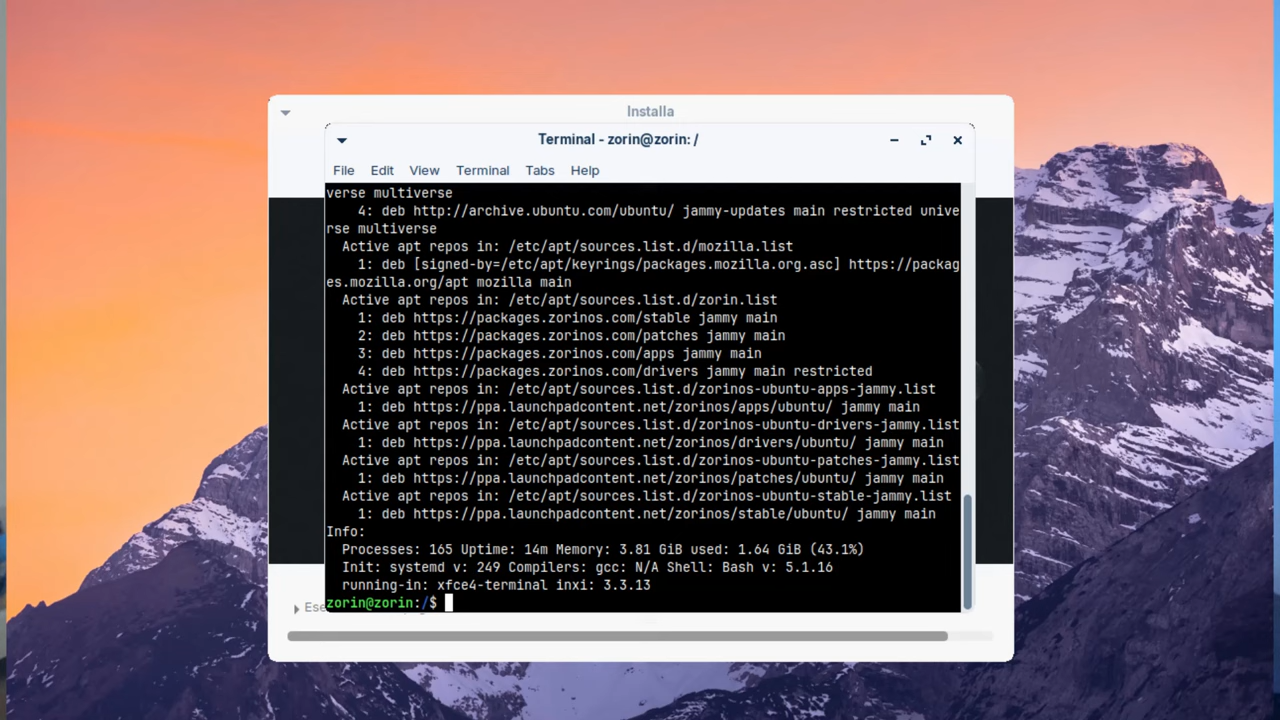 Installa
Terminal - zorin@zorin: /
File Edit View Terminal Tabs Help
verse multiverse
4: deb http://archive.ubuntu.com/ubuntu/ jammy-updates main restricted unive
rse multiverse
Active apt repos in: /etc/apt/sources.list.d/mozilla.list
1: deb [signed-by=/etc/apt/keyrings/packages.mozilla.org.asc] https://packag
es.mozilla.org/apt mozilla main
Active apt repos in: /etc/apt/sources.list.d/zorin.list
1: deb https://packages.zorinos.com/stable jammy main
2: deb https://packages.zorinos.com/patches jammy main
3: deb https://packages.zorinos.com/apps jammy main
4: deb https://packages.zorinos.com/drivers jammy main restricted
Active apt repos in: /etc/apt/sources.list.d/zorinos-ubuntu-apps-jammy.list
1: deb https://ppa.launchpadcontent.net/zorinos/apps/ubuntu/ jammy main
Active apt repos in: /etc/apt/sources.list.d/zorinos-ubuntu-drivers-jammy.list
1: deb https://ppa.launchpadcontent.net/zorinos/drivers/ubuntu/ jammy main
Active apt repos in: /etc/apt/sources.list.d/zorinos-ubuntu-patches-jammy.list
1: deb https://ppa.launchpadcontent.net/zorinos/patches/ubuntu/ jammy main
Active apt repos in: /etc/apt/sources.list.d/zorinos-ubuntu-stable-jammy.list
1: deb https://ppa.launchpadcontent.net/zorinos/stable/ubuntu/ jammy main
Info:
Processes: 165 Uptime: 14m Memory: 3.81 GiB used: 1.64 GiB (43.1%)
Init: systemd v: 249 Compilers: gcc: N/A Shell: Bash v: 5.1.16
running-in: xfce4-terminal inxi: 3.3.13
zorin@zorin:/$